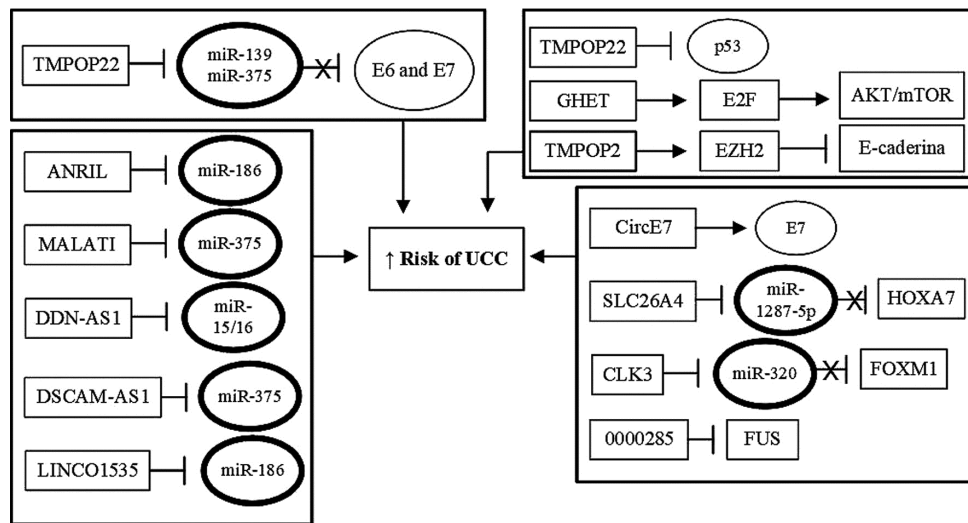 TMPOP22
miR-139
miR-375
X
E6 and E7
TMPOP22
p53
GHET
E2F
AKT/mTOR
TMPOP2
EZH2
E-caderina
ANRIL
miR-186
MALATI
miR-375
DDN-AS1
miR-
15/16
DSCAM-AS1
miR-375
LINCO1535
miR-186
↑ Risk of UCC
CircE7
E7
SLC26A4
miR-
1287-5p
X
HOXA7
CLK3
miR-320
X
FOXM1
0000285
FUS